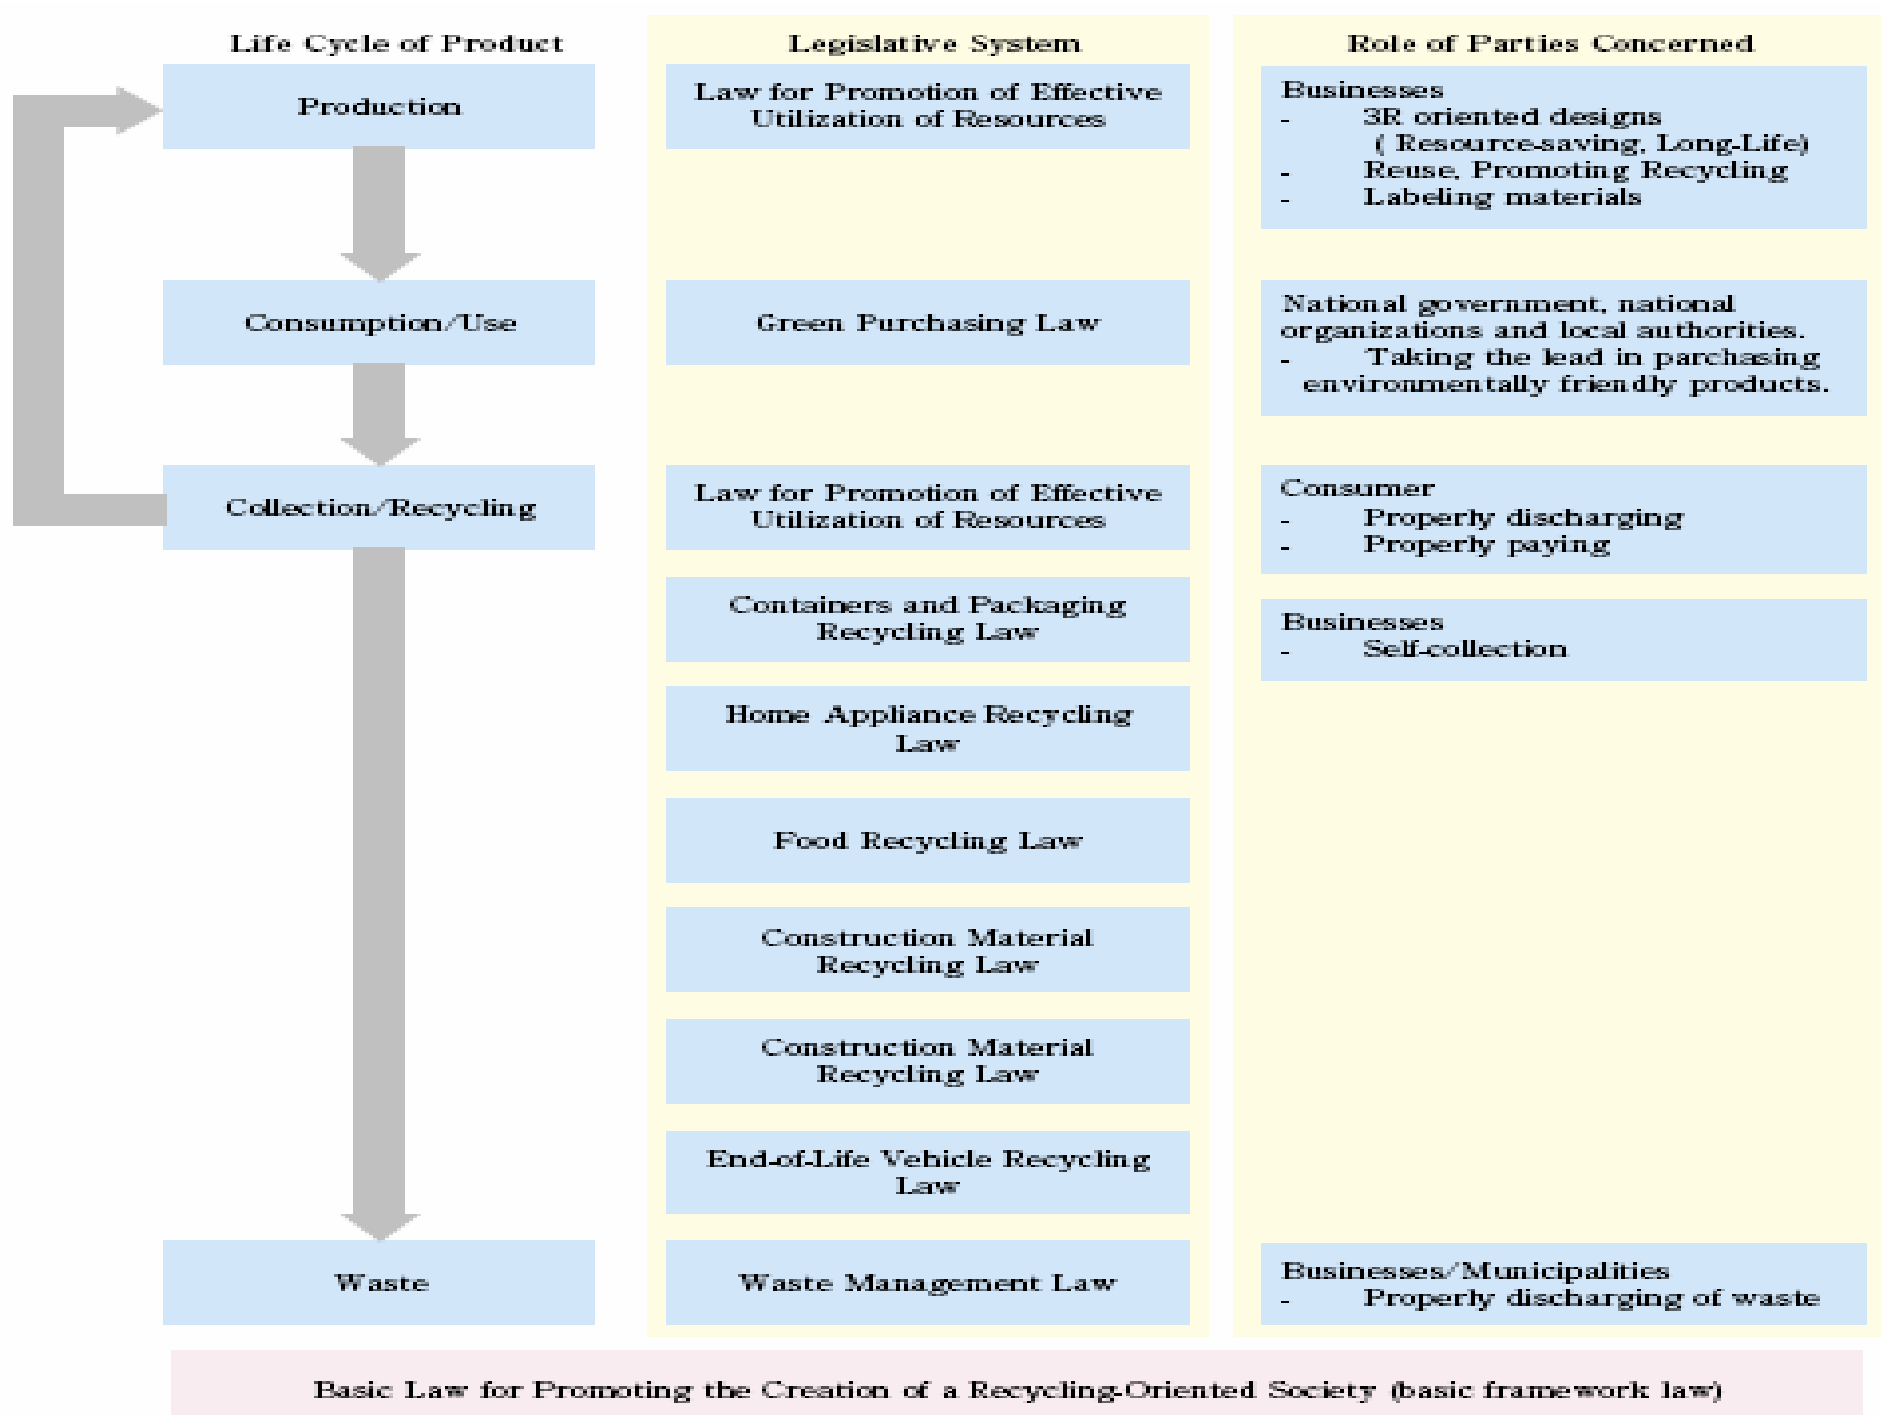 Life Cycle of Product
Production
Consumption/Use
Collection/Recycling
Waste
Legislative System
Law for Promotion of Effective
Utilization of Resources
Green Purchasing Law
Law for Promotion of Effective
Utilization of Resources
Containers and Packaging
Recycling Law
Home Appliance Recycling
Law
Food Recycling Law
Construction Material
Recycling Law
Construction Material
Recycling Law
End-of-Life Vehicle Recycling
Law
Waste Management Law
Role of Parties Concerned
Businesses
- 3R oriented designs
( Resource-saving, Long-Life)
- Reuse, Promoting Recycling
- Labeling materials
National government, national
organizations and local authorities.
- Taking the lead in parchasing
environmentally friendly products.
Consumer
- Properly discharging
- Properly paying
Businesses
- Self-collection
Businesses/Municipalities
- Properly discharging of waste
Basic Law for Promoting the Creation of a Recycling-Oriented Society (basic framework law)